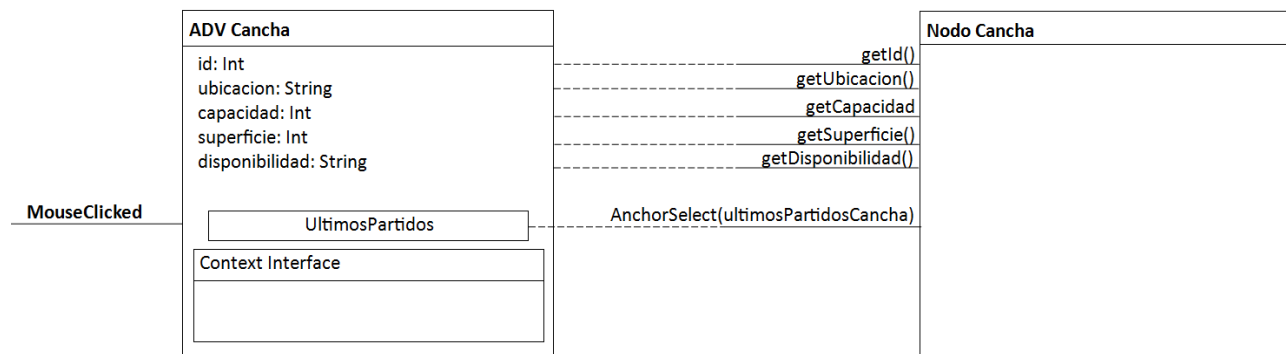 ADV Cancha
Nodo Cancha
id: Int
getId()
ubicacion: String
getUbicacion()
capacidad: Int
getCapacidad
superficie: Int
getSuperficie()
disponibilidad: String
getDisponibilidad()
MouseClicked
UltimosPartidos
AnchorSelect(ultimosPartidosCancha)
Context Interface